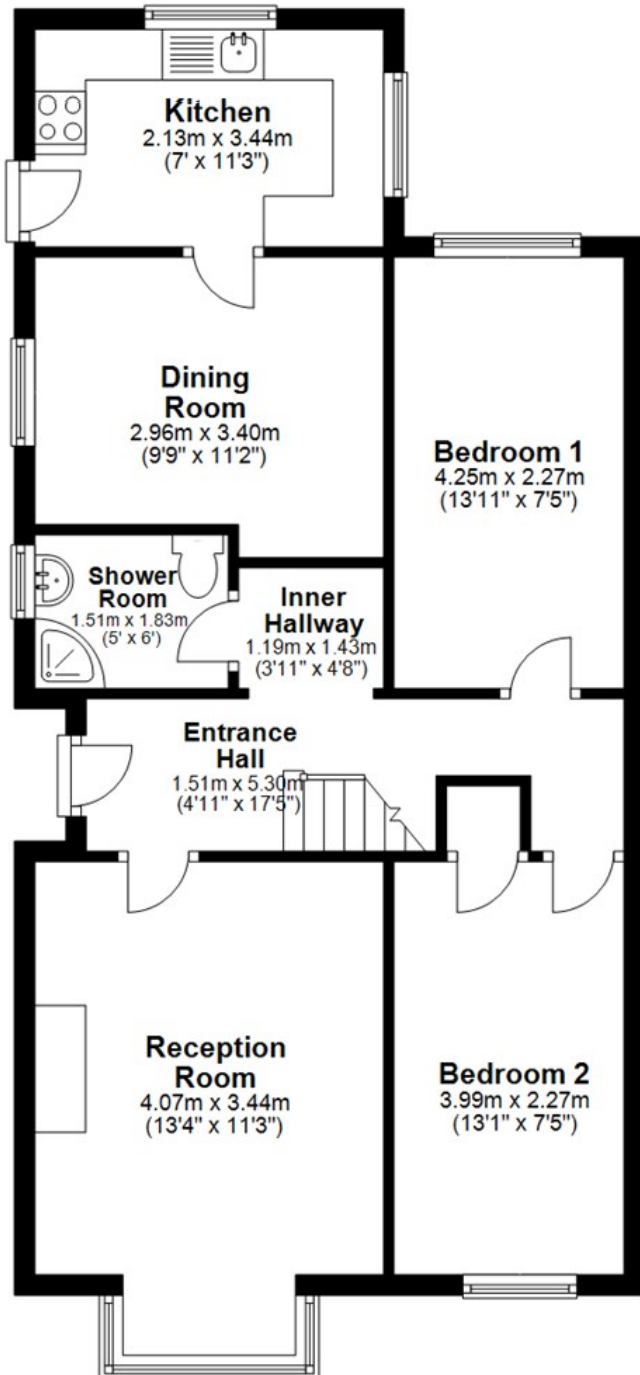 Kitchen
2.13m x 3.44m
(7' x 11'3")
Dining
Room
2.96m x 3.40m
(9'9" x 11'2")
Bedroom 1
4.25m x 2.27m
(13'11" x 7'5")
Shower
Room
1.51m x 1.83m
(5' x 6')
Inner
Hallway
1.19m x 1.43m
(3'11" x 4'8")
Entrance
Hall
1.51m x 5.30m
(4'11" x 17'5")
Reception
Room
4.07m x 3.44m
(13'4" x 11'3")
Bedroom 2
3.99m x 2.27m
(13'1" x 7'5")